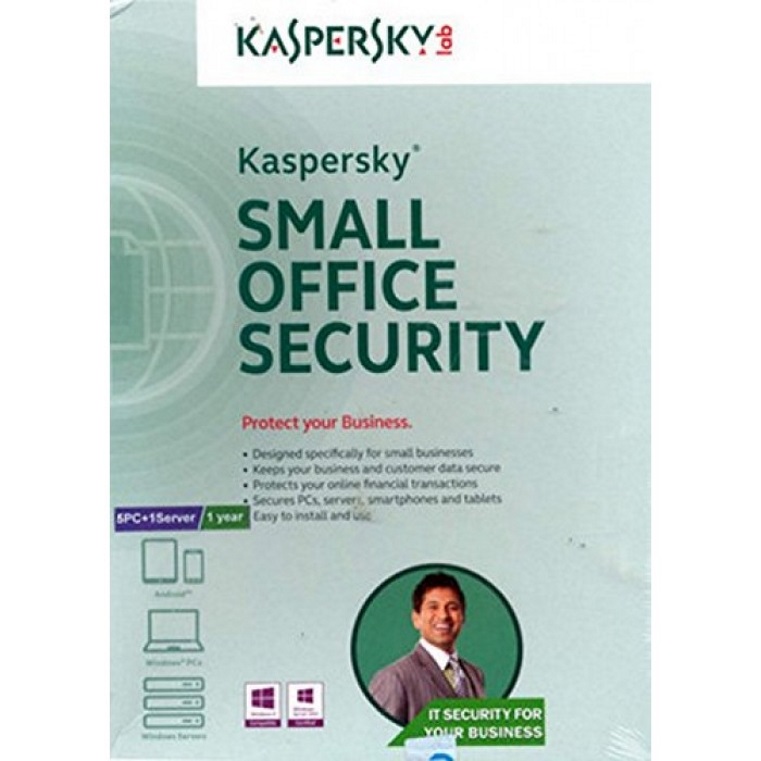 KASPERSKY lab
Kaspersky®
SMALL
OFFICE
SECURITY
Protect your Business.
• Designed specifically for small businesses
• Keeps your business and customer data secure
• Protects your online financial transactions
• Secures PCs, servers, smartphones and tablets
5PC+1Server / 1 year
Easy to install and use
Android™
Windows® PCs
Windows Servers
IT SECURITY FOR
YOUR BUSINESS